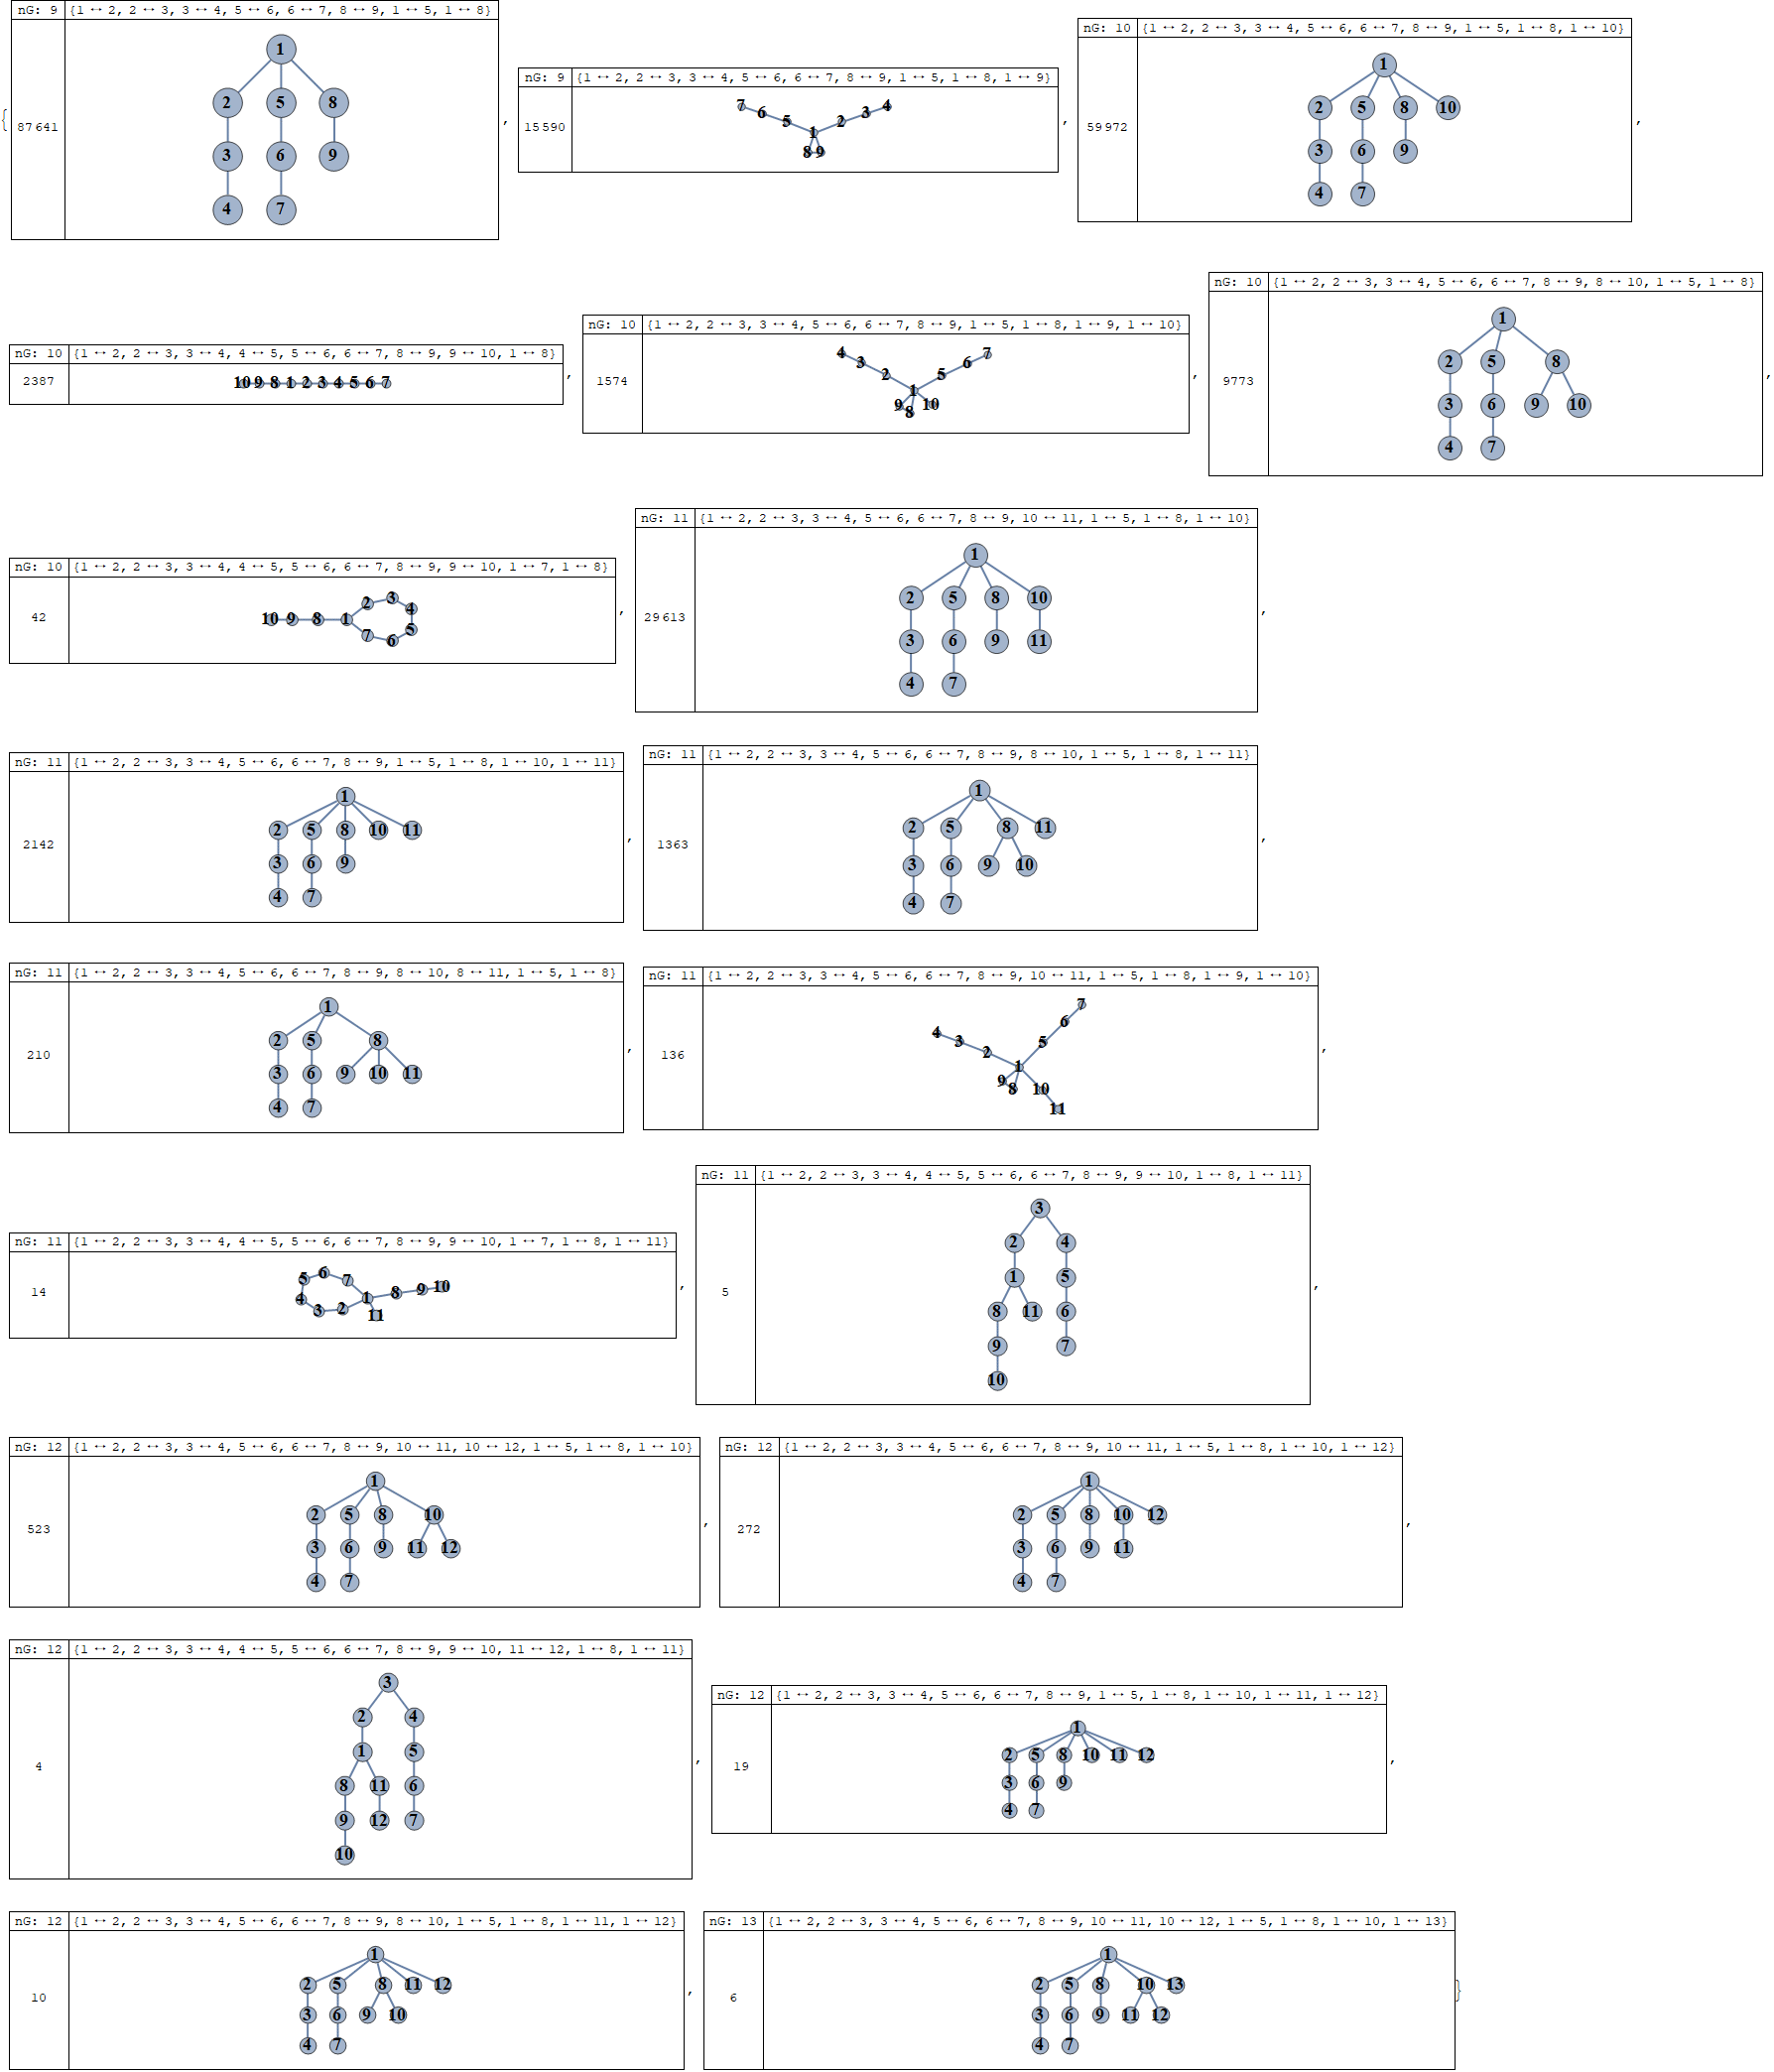 {
nG: 9 {1 ↔ 2, 2 ↔ 3, 3 ↔ 4, 5 ↔ 6, 6 ↔ 7, 8 ↔ 9, 1 ↔ 5, 1 ↔ 8}
87 641
1
2 5 8
3 6 9
4 7
,
nG: 9 {1 ↔ 2, 2 ↔ 3, 3 ↔ 4, 5 ↔ 6, 6 ↔ 7, 8 ↔ 9, 1 ↔ 5, 1 ↔ 8, 1 ↔ 9}
15 590
7 6 5 1 2 3 4
8 9
,
nG: 10 {1 ↔ 2, 2 ↔ 3, 3 ↔ 4, 5 ↔ 6, 6 ↔ 7, 8 ↔ 9, 1 ↔ 5, 1 ↔ 8, 1 ↔ 10}
59 972
1
2 5 8 10
3 6 9
4 7
,
nG: 10 {1 ↔ 2, 2 ↔ 3, 3 ↔ 4, 4 ↔ 5, 5 ↔ 6, 6 ↔ 7, 8 ↔ 9, 9 ↔ 10, 1 ↔ 8}
2387
10 9 8 1 2 3 4 5 6 7
,
nG: 10 {1 ↔ 2, 2 ↔ 3, 3 ↔ 4, 5 ↔ 6, 6 ↔ 7, 8 ↔ 9, 1 ↔ 5, 1 ↔ 8, 1 ↔ 9, 1 ↔ 10}
1574
4 3 2 1 5 6 7
9 8 10
,
nG: 10 {1 ↔ 2, 2 ↔ 3, 3 ↔ 4, 5 ↔ 6, 6 ↔ 7, 8 ↔ 9, 8 ↔ 10, 1 ↔ 5, 1 ↔ 8}
9773
1
2 5 8
3 6 9 10
4 7
,
nG: 10 {1 ↔ 2, 2 ↔ 3, 3 ↔ 4, 4 ↔ 5, 5 ↔ 6, 6 ↔ 7, 8 ↔ 9, 9 ↔ 10, 1 ↔ 7, 1 ↔ 8}
42
10 9 8 1 2 3 4
7 6 5
,
nG: 11 {1 ↔ 2, 2 ↔ 3, 3 ↔ 4, 5 ↔ 6, 6 ↔ 7, 8 ↔ 9, 10 ↔ 11, 1 ↔ 5, 1 ↔ 8, 1 ↔ 10}
29 613
1
2 5 8 10
3 6 9 11
4 7
,
nG: 11 {1 ↔ 2, 2 ↔ 3, 3 ↔ 4, 5 ↔ 6, 6 ↔ 7, 8 ↔ 9, 1 ↔ 5, 1 ↔ 8, 1 ↔ 10, 1 ↔ 11}
2142
1
2 5 8 10 11
3 6 9
4 7
,
nG: 11 {1 ↔ 2, 2 ↔ 3, 3 ↔ 4, 5 ↔ 6, 6 ↔ 7, 8 ↔ 9, 8 ↔ 10, 1 ↔ 5, 1 ↔ 8, 1 ↔ 11}
1363
1
2 5 8 11
3 6 9 10
4 7
,
nG: 11 {1 ↔ 2, 2 ↔ 3, 3 ↔ 4, 5 ↔ 6, 6 ↔ 7, 8 ↔ 9, 8 ↔ 10, 8 ↔ 11, 1 ↔ 5, 1 ↔ 8}
210
1
2 5 8
3 6 9 10 11
4 7
,
nG: 11 {1 ↔ 2, 2 ↔ 3, 3 ↔ 4, 5 ↔ 6, 6 ↔ 7, 8 ↔ 9, 10 ↔ 11, 1 ↔ 5, 1 ↔ 8, 1 ↔ 9, 1 ↔ 10}
136
4 3 2 1 5 6 7
9 8 10
11
,
nG: 11 {1 ↔ 2, 2 ↔ 3, 3 ↔ 4, 4 ↔ 5, 5 ↔ 6, 6 ↔ 7, 8 ↔ 9, 9 ↔ 10, 1 ↔ 7, 1 ↔ 8, 1 ↔ 11}
14
5 6 7
4 3 2 1 8 9 10
11
,
nG: 11 {1 ↔ 2, 2 ↔ 3, 3 ↔ 4, 4 ↔ 5, 5 ↔ 6, 6 ↔ 7, 8 ↔ 9, 9 ↔ 10, 1 ↔ 8, 1 ↔ 11}
5
3
2 4
1 5
8 11 6
9 7
10
,
nG: 12 {1 ↔ 2, 2 ↔ 3, 3 ↔ 4, 5 ↔ 6, 6 ↔ 7, 8 ↔ 9, 10 ↔ 11, 10 ↔ 12, 1 ↔ 5, 1 ↔ 8, 1 ↔ 10}
523
1
2 5 8 10
3 6 9 11 12
4 7
,
nG: 12 {1 ↔ 2, 2 ↔ 3, 3 ↔ 4, 5 ↔ 6, 6 ↔ 7, 8 ↔ 9, 10 ↔ 11, 1 ↔ 5, 1 ↔ 8, 1 ↔ 10, 1 ↔ 12}
272
1
2 5 8 10 12
3 6 9 11
4 7
,
nG: 12 {1 ↔ 2, 2 ↔ 3, 3 ↔ 4, 4 ↔ 5, 5 ↔ 6, 6 ↔ 7, 8 ↔ 9, 9 ↔ 10, 11 ↔ 12, 1 ↔ 8, 1 ↔ 11}
4
3
2 4
1 5
8 11 6
9 12 7
10
,
nG: 12 {1 ↔ 2, 2 ↔ 3, 3 ↔ 4, 5 ↔ 6, 6 ↔ 7, 8 ↔ 9, 1 ↔ 5, 1 ↔ 8, 1 ↔ 10, 1 ↔ 11, 1 ↔ 12}
19
1
2 5 8 10 11 12
3 6 9
4 7
,
nG: 12 {1 ↔ 2, 2 ↔ 3, 3 ↔ 4, 5 ↔ 6, 6 ↔ 7, 8 ↔ 9, 8 ↔ 10, 1 ↔ 5, 1 ↔ 8, 1 ↔ 11, 1 ↔ 12}
10
1
2 5 8 11 12
3 6 9 10
4 7
,
nG: 13 {1 ↔ 2, 2 ↔ 3, 3 ↔ 4, 5 ↔ 6, 6 ↔ 7, 8 ↔ 9, 10 ↔ 11, 10 ↔ 12, 1 ↔ 5, 1 ↔ 8, 1 ↔ 10, 1 ↔ 13}
6
1
2 5 8 10 13
3 6 9 11 12
4 7
}